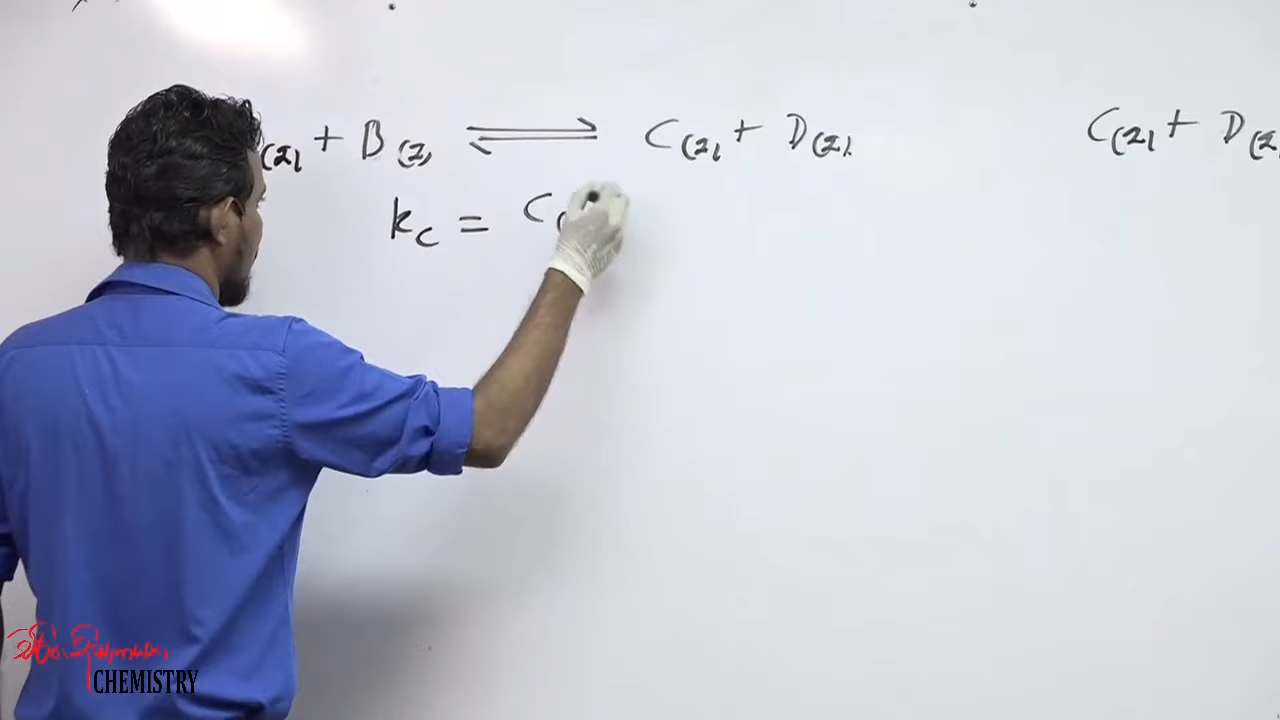 (z) + B(z) ⇌ C(z) + D(z). C(z) + D(z
kc = C(
CHEMISTRY